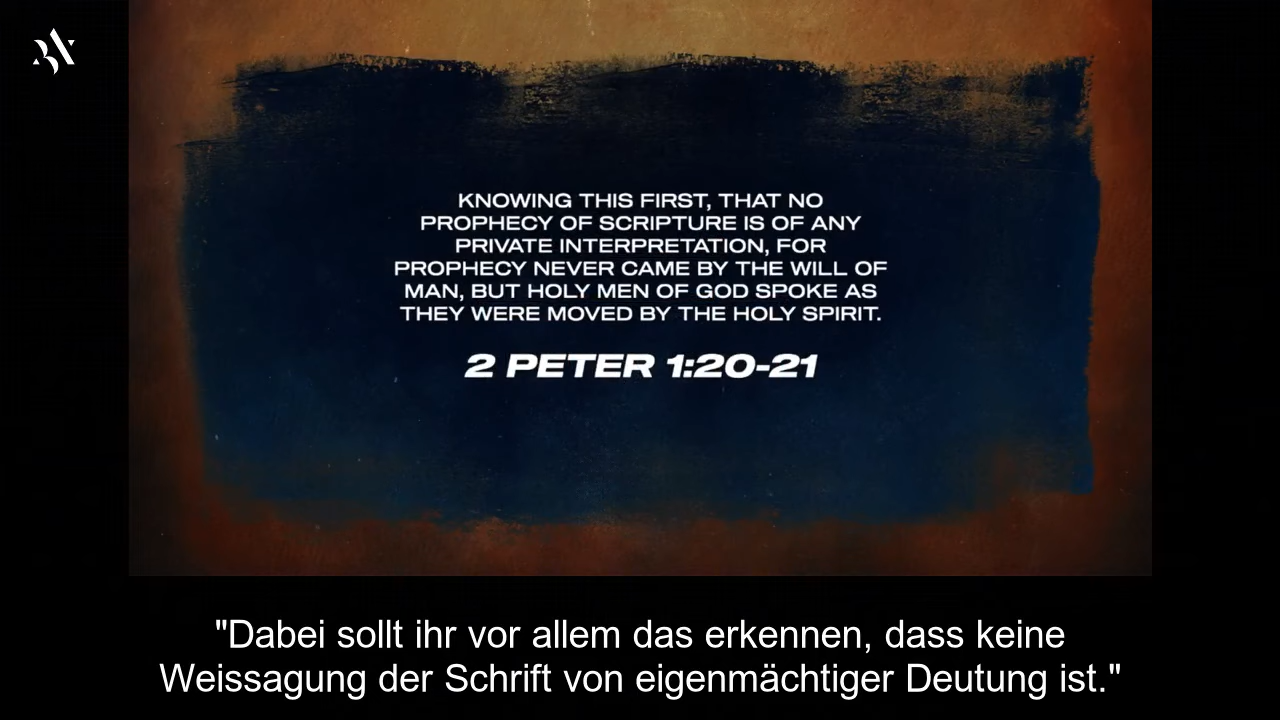 KNOWING THIS FIRST, THAT NO
PROPHECY OF SCRIPTURE IS OF ANY
PRIVATE INTERPRETATION, FOR
PROPHECY NEVER CAME BY THE WILL OF
MAN, BUT HOLY MEN OF GOD SPOKE AS
THEY WERE MOVED BY THE HOLY SPIRIT.
2 PETER 1:20-21
"Dabei sollt ihr vor allem das erkennen, dass keine
Weissagung der Schrift von eigenmächtiger Deutung ist."